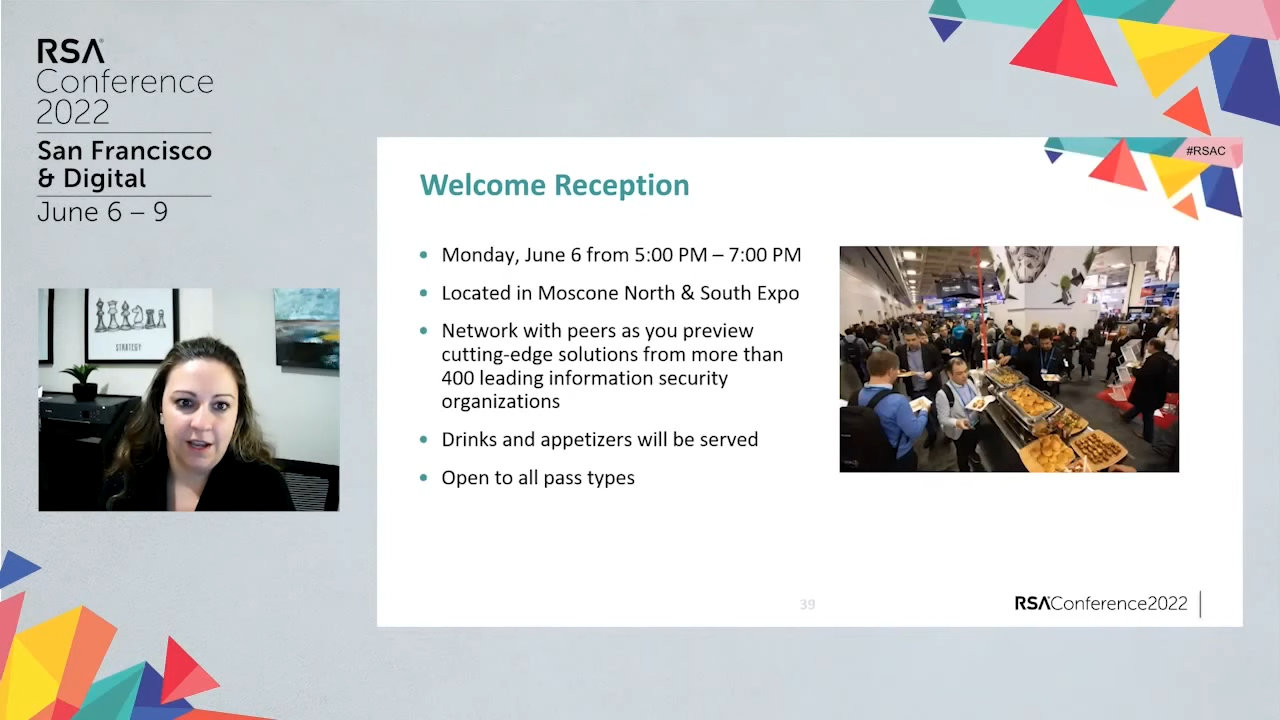 RSA
Conference
2022
San Francisco
& Digital
June 6 – 9
STRATEGY
#RSAC
Welcome Reception
• Monday, June 6 from 5:00 PM – 7:00 PM
• Located in Moscone North & South Expo
• Network with peers as you preview
cutting-edge solutions from more than
400 leading information security
organizations
• Drinks and appetizers will be served
• Open to all pass types
39
RSAConference2022